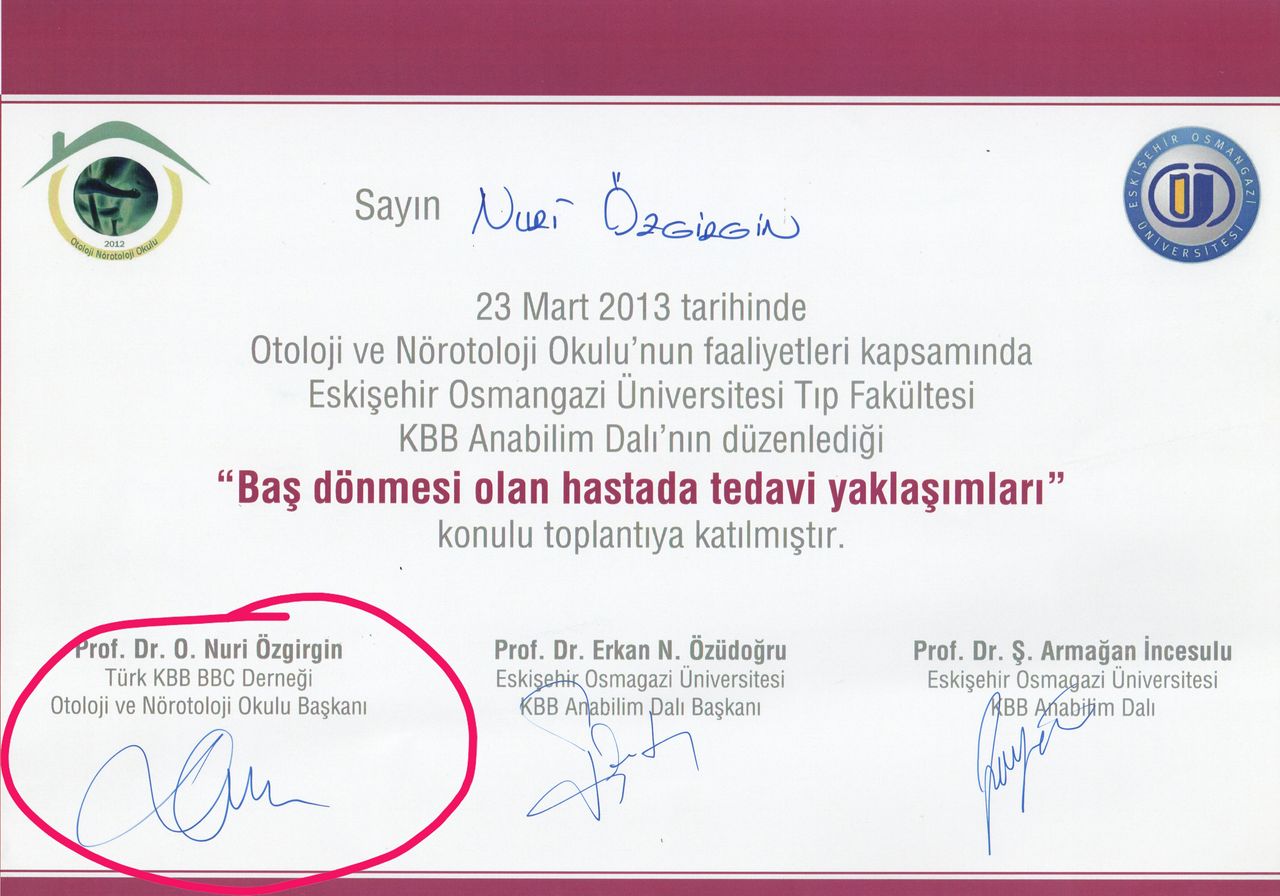 2012
Otoloji Nörotoloji Okulu
ESKİŞEHİR OSMANGAZİ ÜNİVERSİTESİ
Sayın Nuri Özgirgin
23 Mart 2013 tarihinde
Otoloji ve Nörotoloji Okulu’nun faaliyetleri kapsamında
Eskişehir Osmangazi Üniversitesi Tıp Fakültesi
KBB Anabilim Dalı’nın düzenlediği
“Baş dönmesi olan hastada tedavi yaklaşımları”
konulu toplantıya katılmıştır.
Prof. Dr. O. Nuri Özgirgin
Türk KBB BBC Derneği
Otoloji ve Nörotoloji Okulu Başkanı
Prof. Dr. Erkan N. Özüdoğru
Eskişehir Osmagazi Üniversitesi
KBB Anabilim Dalı Başkanı
Prof. Dr. Ş. Armağan İncesulu
Eskişehir Osmagazi Üniversitesi
KBB Anabilim Dalı